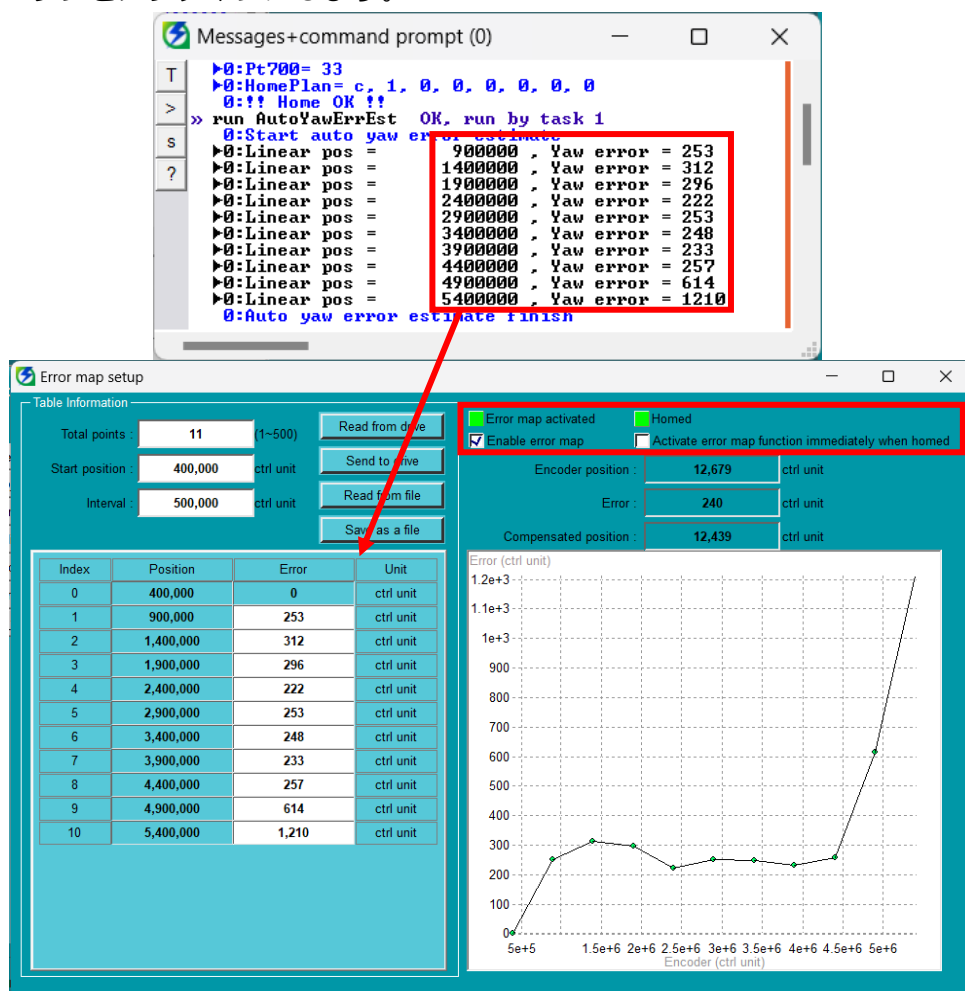 Messages+command prompt (0)
T
>
s
?
0:Pt700= 33
0:HomePlan= c, 1, 0, 0, 0, 0, 0, 0
0:!! Home OK !!
» run AutoYawErrEst OK, run by task 1
0:Start auto yaw error estimate
0:Linear pos = 900000 , Yaw error = 253
0:Linear pos = 1400000 , Yaw error = 312
0:Linear pos = 1900000 , Yaw error = 296
0:Linear pos = 2400000 , Yaw error = 222
0:Linear pos = 2900000 , Yaw error = 253
0:Linear pos = 3400000 , Yaw error = 248
0:Linear pos = 3900000 , Yaw error = 233
0:Linear pos = 4400000 , Yaw error = 257
0:Linear pos = 4900000 , Yaw error = 614
0:Linear pos = 5400000 , Yaw error = 1210
0:Auto yaw error estimate finish
Error map setup
Table Information
Total points : 11 (1~500)
Start position : 400,000 ctrl unit
Interval : 500,000 ctrl unit
Read from drive
Send to drive
Read from file
Save as a file
Error map activated Homed
Enable error map Activate error map function immediately when homed
Encoder position : 12,679 ctrl unit
Error : 240 ctrl unit
Compensated position : 12,439 ctrl unit
Index Position Error Unit
0 400,000 0 ctrl unit
1 900,000 253 ctrl unit
2 1,400,000 312 ctrl unit
3 1,900,000 296 ctrl unit
4 2,400,000 222 ctrl unit
5 2,900,000 253 ctrl unit
6 3,400,000 248 ctrl unit
7 3,900,000 233 ctrl unit
8 4,400,000 257 ctrl unit
9 4,900,000 614 ctrl unit
10 5,400,000 1,210 ctrl unit
Error (ctrl unit)
1.2e+3
1.1e+3
1e+3
900
800
700
600
500
400
300
200
100
0
5e+5 1.5e+6 2e+6 2.5e+6 3e+6 3.5e+6 4e+6 4.5e+6 5e+6
Encoder (ctrl unit)